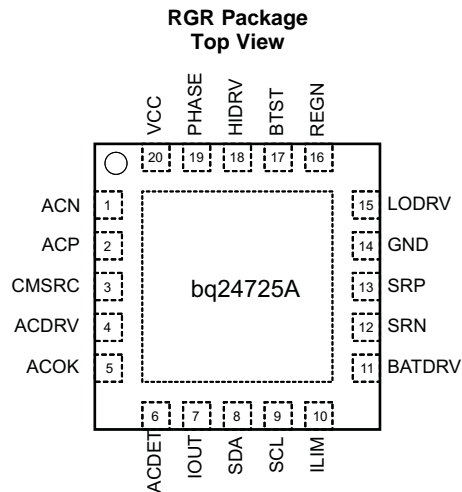 RGR Package
Top View
VCC
PHASE
HIDRV
BTST
REGN
20
19
18
17
16
ACN
1
15
LODRV
ACP
2
14
GND
CMSRC
3
bq24725A
13
SRP
ACDRV
4
12
SRN
ACOK
5
11
BATDRV
6
7
8
9
10
ACDET
IOUT
SDA
SCL
ILIM